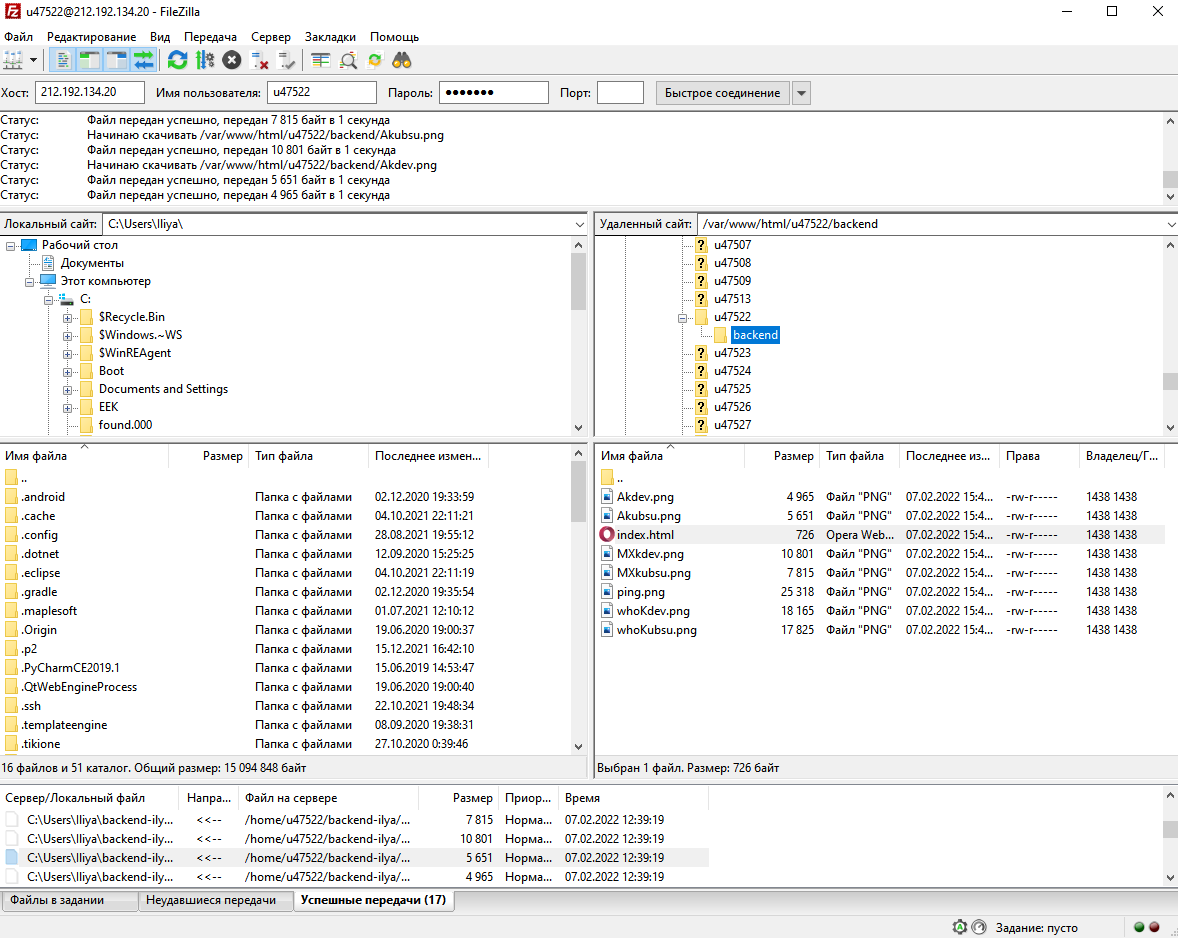 u47522@212.192.134.20 - FileZilla
Файл Редактирование Вид Передача Сервер Закладки Помощь
Хост: 212.192.134.20 Имя пользователя: u47522 Пароль: ●●●●●●● Порт: Быстрое соединение
Статус: Файл передан успешно, передан 7 815 байт в 1 секунда
Статус: Начинаю скачивать /var/www/html/u47522/backend/Akubsu.png
Статус: Файл передан успешно, передан 10 801 байт в 1 секунда
Статус: Начинаю скачивать /var/www/html/u47522/backend/Akdev.png
Статус: Файл передан успешно, передан 5 651 байт в 1 секунда
Статус: Файл передан успешно, передан 4 965 байт в 1 секунда
Локальный сайт: C:\Users\Iliya\
Рабочий стол
Документы
Этот компьютер
C:
$Recycle.Bin
$Windows.~WS
$WinREAgent
Boot
Documents and Settings
EEK
found.000
Удаленный сайт: /var/www/html/u47522/backend
u47507
u47508
u47509
u47513
u47522
backend
u47523
u47524
u47525
u47526
u47527
Имя файла Размер Тип файла Последнее измен...
..
.android Папка с файлами 02.12.2020 19:33:59
.cache Папка с файлами 04.10.2021 22:11:21
.config Папка с файлами 28.08.2021 19:55:12
.dotnet Папка с файлами 12.09.2020 15:25:25
.eclipse Папка с файлами 04.10.2021 22:11:19
.gradle Папка с файлами 02.12.2020 19:35:54
.maplesoft Папка с файлами 01.07.2021 12:10:12
.Origin Папка с файлами 19.06.2020 19:00:37
.p2 Папка с файлами 15.12.2021 16:42:10
.PyCharmCE2019.1 Папка с файлами 15.06.2019 14:53:47
.QtWebEngineProcess Папка с файлами 19.06.2020 19:00:40
.ssh Папка с файлами 22.10.2021 19:48:34
.templateengine Папка с файлами 08.09.2020 19:38:31
.tikione Папка с файлами 27.10.2020 0:39:46
16 файлов и 51 каталог. Общий размер: 15 094 848 байт
Имя файла Размер Тип файла Последнее из... Права Владелец/Г...
..
Akdev.png 4 965 Файл "PNG" 07.02.2022 15:4... -rw-r----- 1438 1438
Akubsu.png 5 651 Файл "PNG" 07.02.2022 15:4... -rw-r----- 1438 1438
index.html 726 Opera Web... 07.02.2022 15:4... -rw-r----- 1438 1438
MXkdev.png 10 801 Файл "PNG" 07.02.2022 15:4... -rw-r----- 1438 1438
MXkubsu.png 7 815 Файл "PNG" 07.02.2022 15:4... -rw-r----- 1438 1438
ping.png 25 318 Файл "PNG" 07.02.2022 15:4... -rw-r----- 1438 1438
whoKdev.png 18 165 Файл "PNG" 07.02.2022 15:4... -rw-r----- 1438 1438
whoKubsu.png 17 825 Файл "PNG" 07.02.2022 15:4... -rw-r----- 1438 1438
Выбран 1 файл. Размер: 726 байт
Сервер/Локальный файл Напра... Файл на сервере Размер Приор... Время
C:\Users\Iliya\backend-ily... <<-- /home/u47522/backend-ilya/... 7 815 Норма... 07.02.2022 12:39:19
C:\Users\Iliya\backend-ily... <<-- /home/u47522/backend-ilya/... 10 801 Норма... 07.02.2022 12:39:19
C:\Users\Iliya\backend-ily... <<-- /home/u47522/backend-ilya/... 5 651 Норма... 07.02.2022 12:39:19
C:\Users\Iliya\backend-ily... <<-- /home/u47522/backend-ilya/... 4 965 Норма... 07.02.2022 12:39:19
Файлы в задании Неудавшиеся передачи Успешные передачи (17)
Задание: пусто